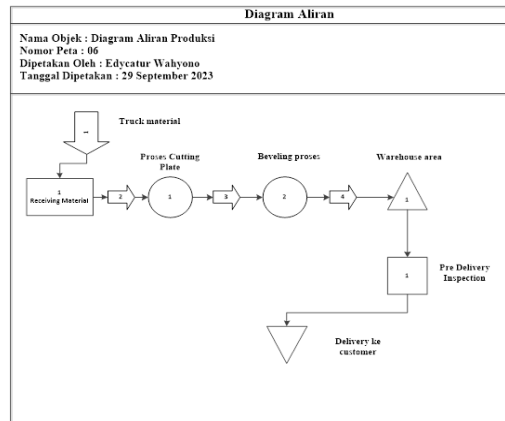 Diagram Aliran
Nama Objek : Diagram Aliran Produksi
Nomor Peta : 06
Dipetakan Oleh : Edycatur Wahyono
Tanggal Dipetakan : 29 September 2023
1
Truck material
Proses Cutting
Plate
Beveling proses
Warehouse area
1
Receiving Material
2
1
3
2
4
1
1
Pre Delivery
Inspection
Delivery ke
customer